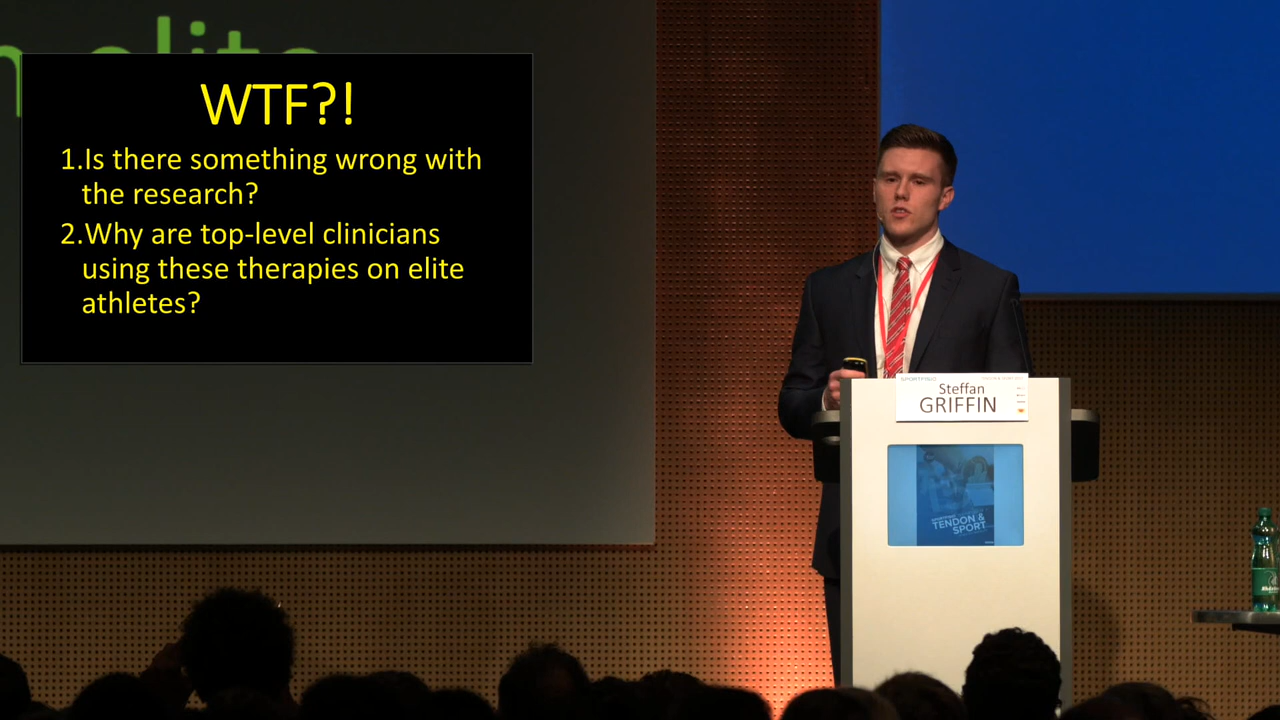 n elite
WTF?!
1.Is there something wrong with
the research?
2.Why are top-level clinicians
using these therapies on elite
athletes?
Steffan
GRIFFIN
TENDON &
SPORT